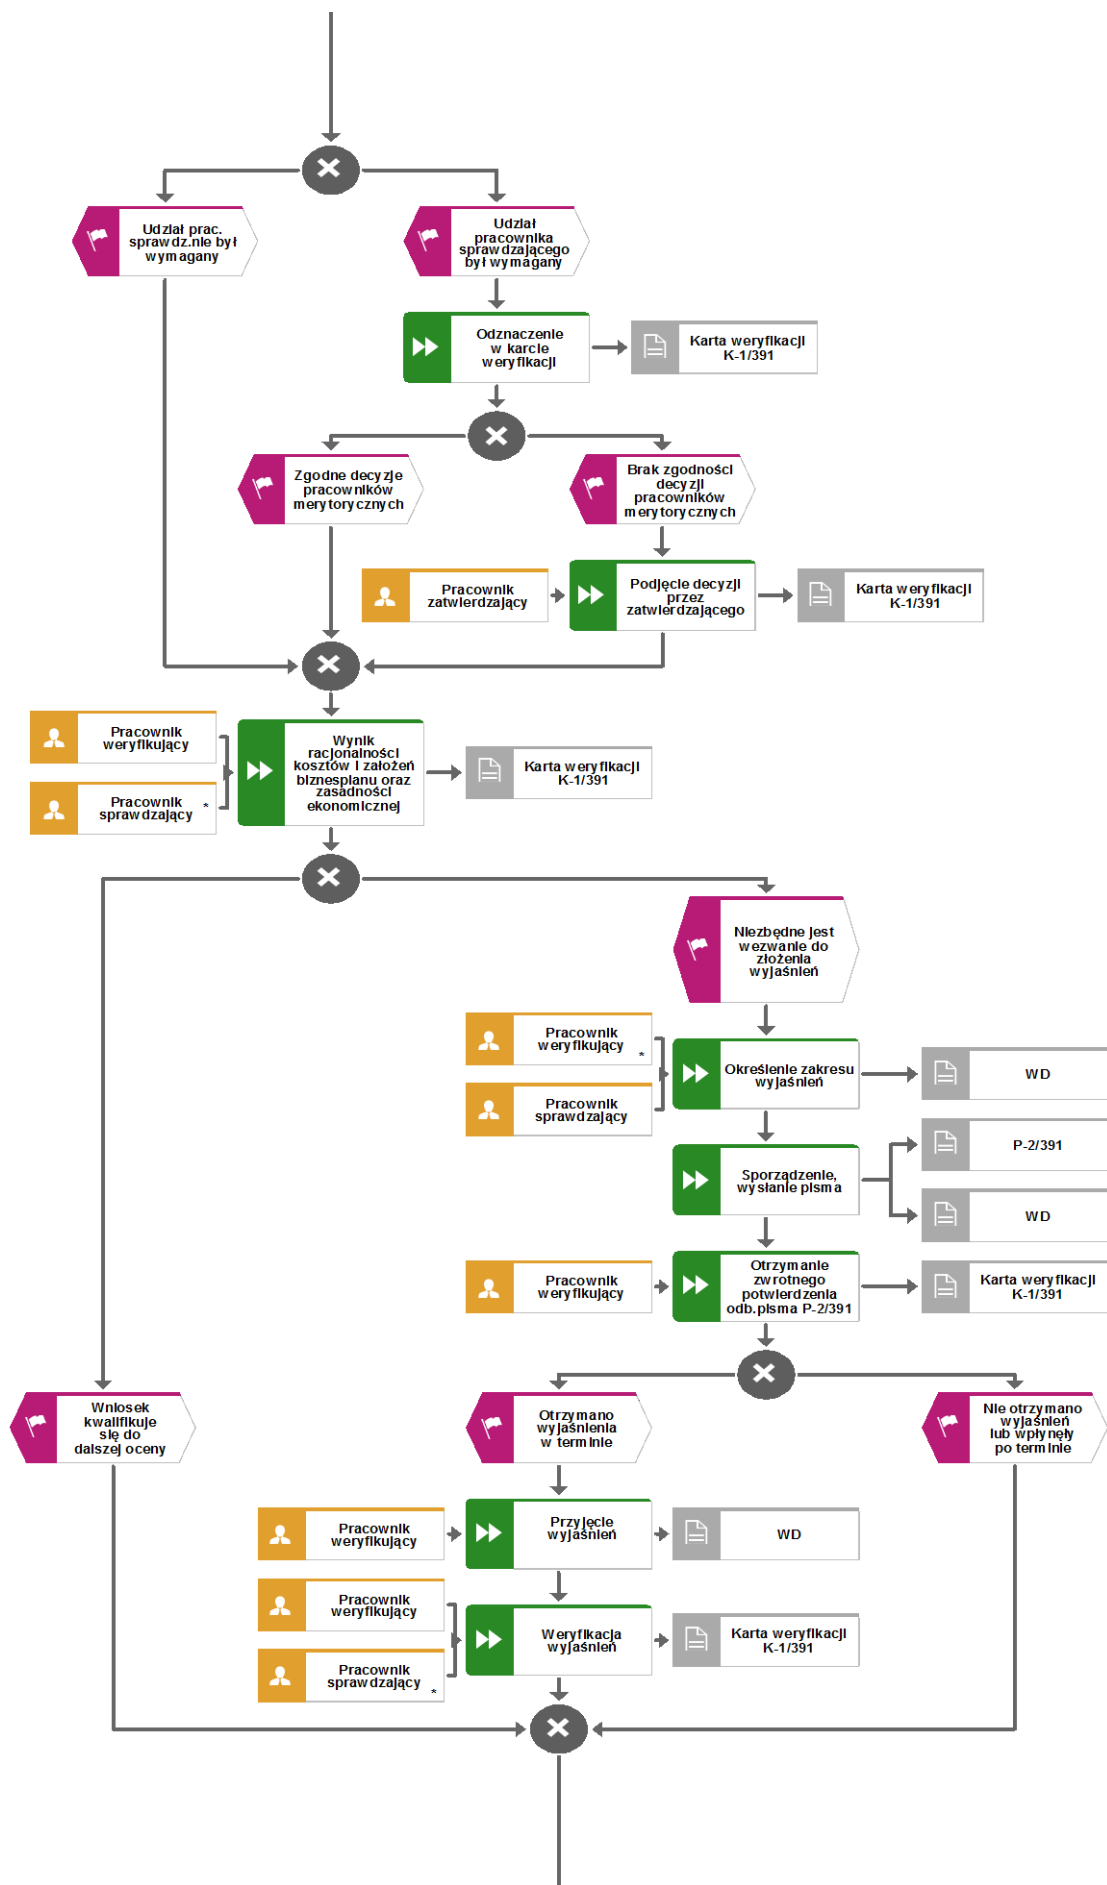 Udział prac.
sprawdz.nie był
wymagany
Udział
pracownika
sprawdzającego
był wymagany
Odznaczenie
w karcie
weryfikacji
Karta weryfikacji
K-1/391
Zgodne decyzje
pracowników
merytorycznych
Brak zgodności
decyzji
pracowników
merytorycznych
Pracownik
zatwierdzający
Podjęcie decyzji
przez
zatwierdzającego
Karta weryfikacji
K-1/391
Pracownik
weryfikujący
Pracownik
sprawdzający *
Wynik
racjonalności
kosztów i założeń
biznesplanu oraz
zasadności
ekonomicznej
Karta weryfikacji
K-1/391
Niezbędne jest
wezwanie do
złożenia
wyjaśnień
Pracownik
weryfikujący *
Pracownik
sprawdzający
Określenie zakresu
wyjaśnień
WD
Sporządzenie,
wysłanie pisma
P-2/391
WD
Pracownik
weryfikujący
Otrzymanie
zwrotnego
potwierdzenia
odb.pisma P-2/391
Karta weryfikacji
K-1/391
Wniosek
kwalifikuje
się do
dalszej oceny
Otrzymano
wyjaśnienia
w terminie
Nie otrzymano
wyjaśnień
lub wpłynęły
po terminie
Pracownik
weryfikujący
Przyjęcie
wyjaśnień
WD
Pracownik
weryfikujący
Pracownik
sprawdzający *
Weryfikacja
wyjaśnień
Karta weryfikacji
K-1/391